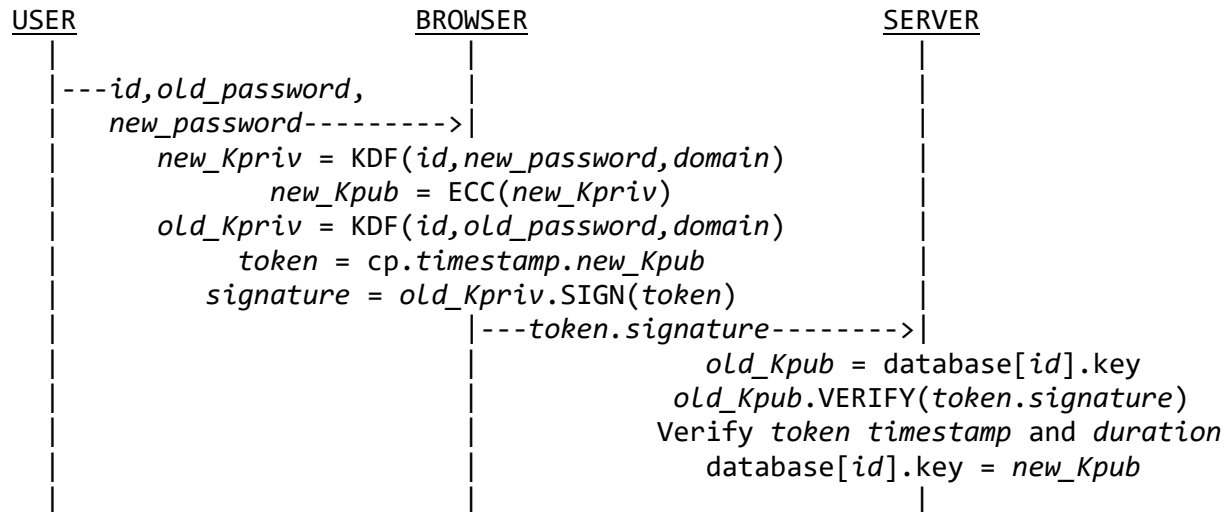 USER BROWSER SERVER
---id,old_password,
new_password--------->
new_Kpriv = KDF(id,new_password,domain)
new_Kpub = ECC(new_Kpriv)
old_Kpriv = KDF(id,old_password,domain)
token = cp.timestamp.new_Kpub
signature = old_Kpriv.SIGN(token)
---token.signature-------->
old_Kpub = database[id].key
old_Kpub.VERIFY(token.signature)
Verify token timestamp and duration
database[id].key = new_Kpub